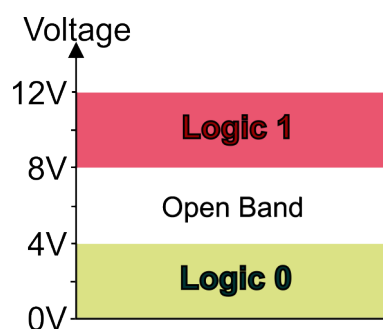 Voltage
12V
Logic 1
8V
Open Band
4V
Logic 0
0V